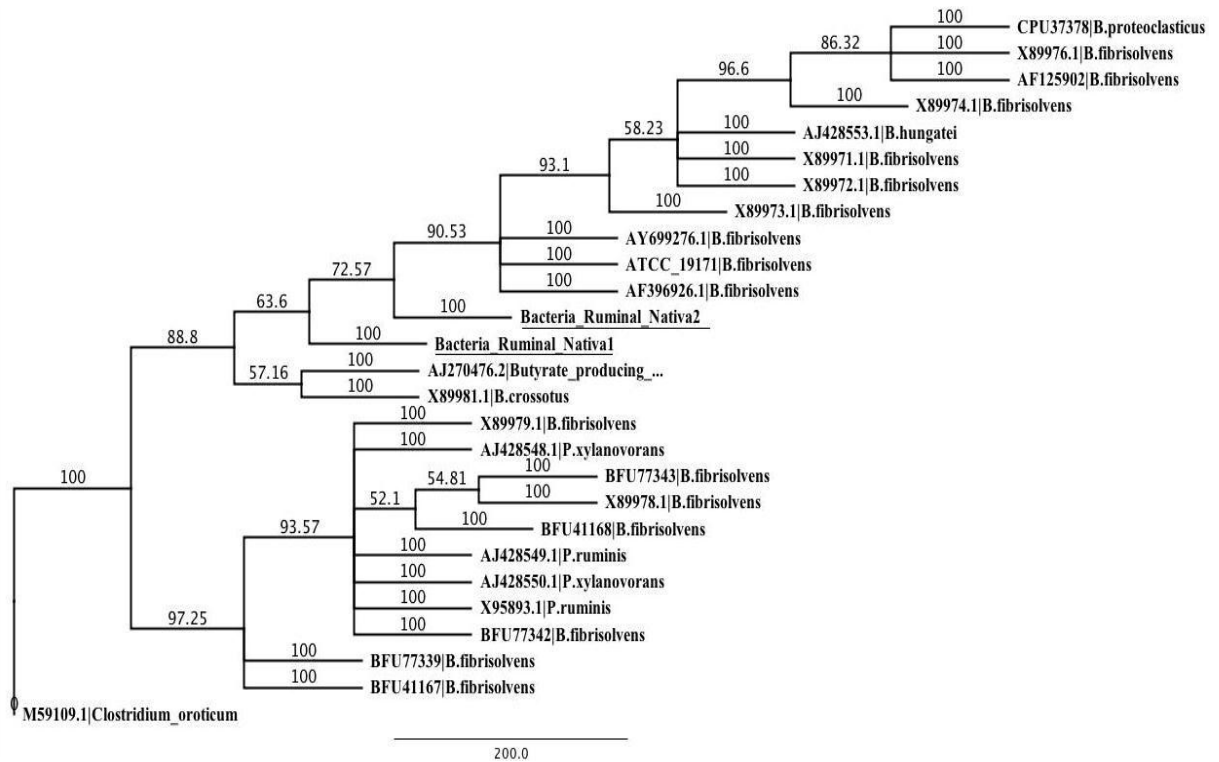 100
CPU37378|B.proteoclasticus
86.32
100
X89976.1|B.fibrisolvens
96.6
100
AF125902|B.fibrisolvens
100
X89974.1|B.fibrisolvens
58.23
100
AJ428553.1|B.hungatei
100
X89971.1|B.fibrisolvens
93.1
100
X89972.1|B.fibrisolvens
100
X89973.1|B.fibrisolvens
90.53
100
AY699276.1|B.fibrisolvens
100
ATCC_19171|B.fibrisolvens
72.57
100
AF396926.1|B.fibrisolvens
63.6
100
Bacteria_Ruminal_Nativa2
88.8
100
Bacteria_Ruminal_Nativa1
57.16
100
AJ270476.2|Butyrate_producing_...
100
X89981.1|B.crossotus
100
X89979.1|B.fibrisolvens
100
AJ428548.1|P.xylanovorans
100
54.81
100
BFU77343|B.fibrisolvens
52.1
100
X89978.1|B.fibrisolvens
93.57
100
BFU41168|B.fibrisolvens
100
AJ428549.1|P.ruminis
100
AJ428550.1|P.xylanovorans
97.25
100
X95893.1|P.ruminis
100
BFU77342|B.fibrisolvens
100
BFU77339|B.fibrisolvens
100
BFU41167|B.fibrisolvens
0
M59109.1|Clostridium_oroticum
200.0